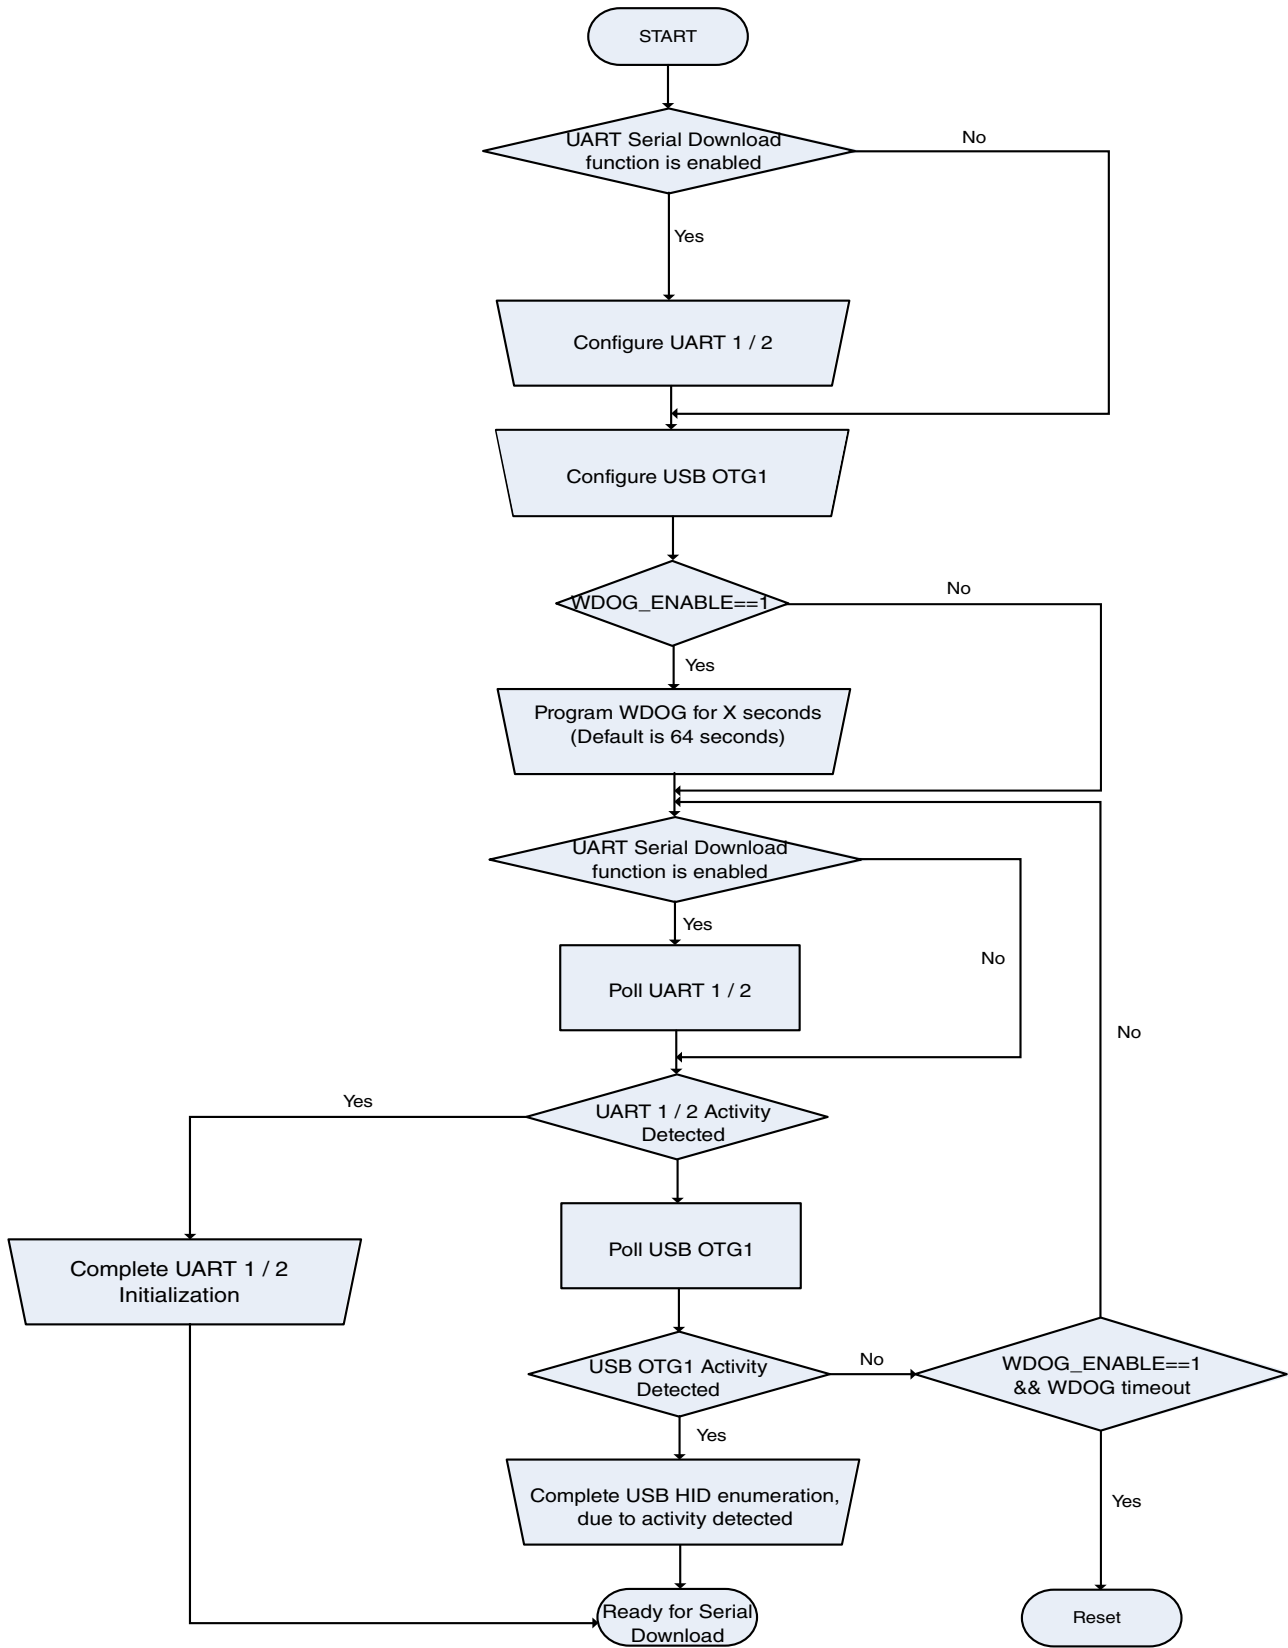 START
UART Serial Download
function is enabled
No
Yes
Configure UART 1 / 2
Configure USB OTG1
WDOG_ENABLE==1
No
Yes
Program WDOG for X seconds
(Default is 64 seconds)
UART Serial Download
function is enabled
Yes
No
Poll UART 1 / 2
No
Yes
UART 1 / 2 Activity
Detected
Poll USB OTG1
Complete UART 1 / 2
Initialization
USB OTG1 Activity
Detected
No
WDOG_ENABLE==1
&& WDOG timeout
Yes
Complete USB HID enumeration,
due to activity detected
Yes
Ready for Serial
Download
Reset